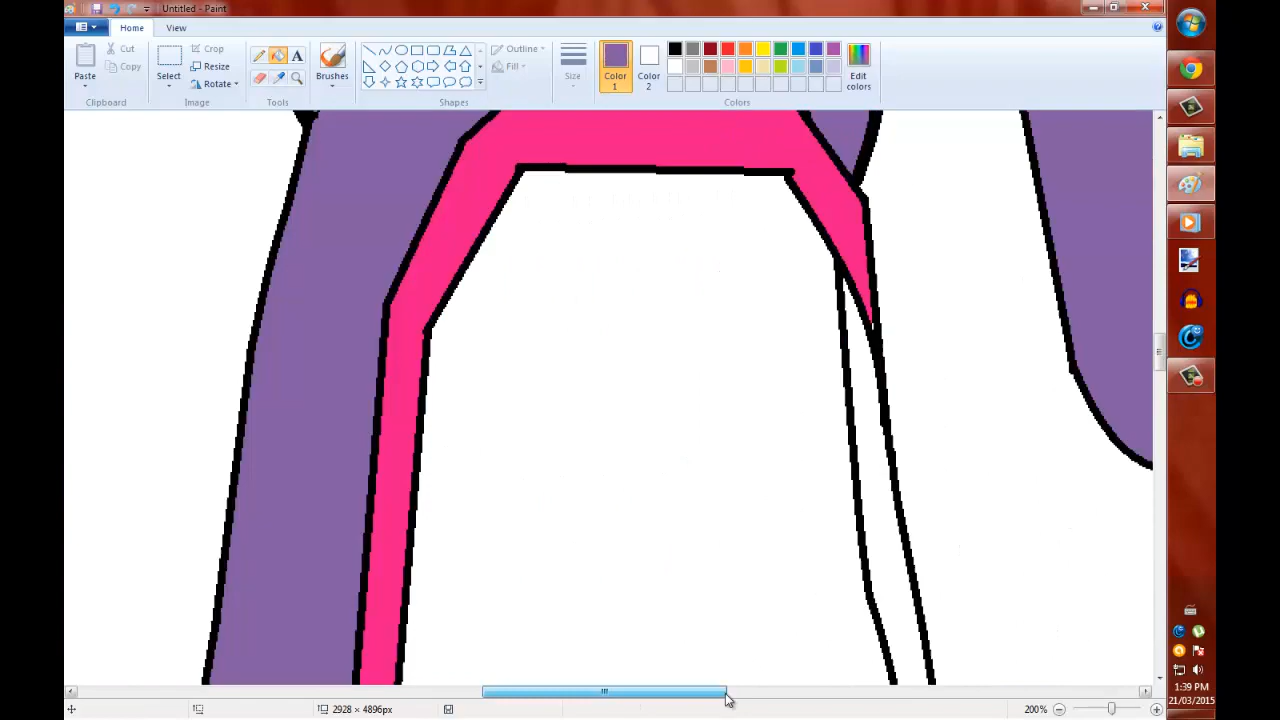 Untitled - Paint
Home View
Paste
Cut
Copy
Clipboard
Select
Crop
Resize
Rotate
Image
A
Tools
Brushes
Outline
Fill
Shapes
Size
Color 1
Color 2
Edit colors
Colors
2928 × 4896px
200%
1:39 PM
21/03/2015